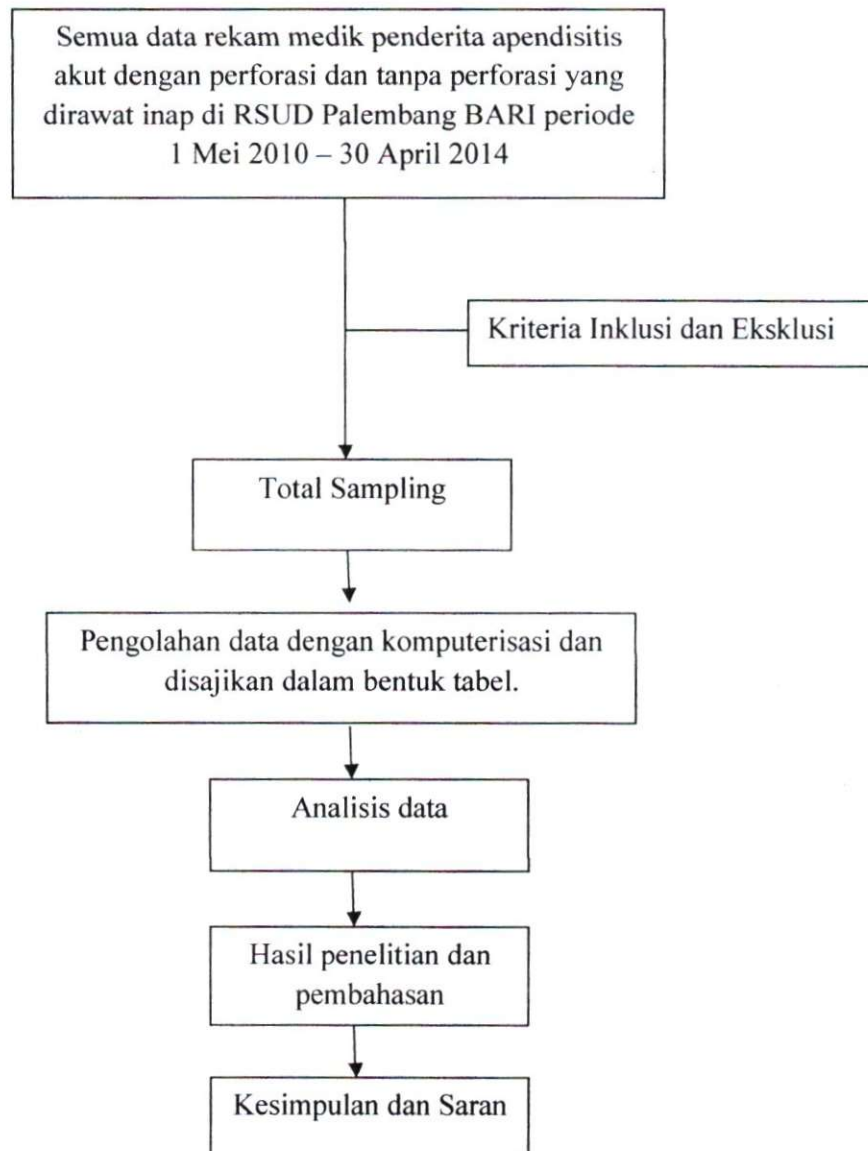 Semua data rekam medik penderita apendisitis
akut dengan perforasi dan tanpa perforasi yang
dirawat inap di RSUD Palembang BARI periode
1 Mei 2010 – 30 April 2014
Kriteria Inklusi dan Eksklusi
Total Sampling
Pengolahan data dengan komputerisasi dan
disajikan dalam bentuk tabel.
Analisis data
Hasil penelitian dan
pembahasan
Kesimpulan dan Saran